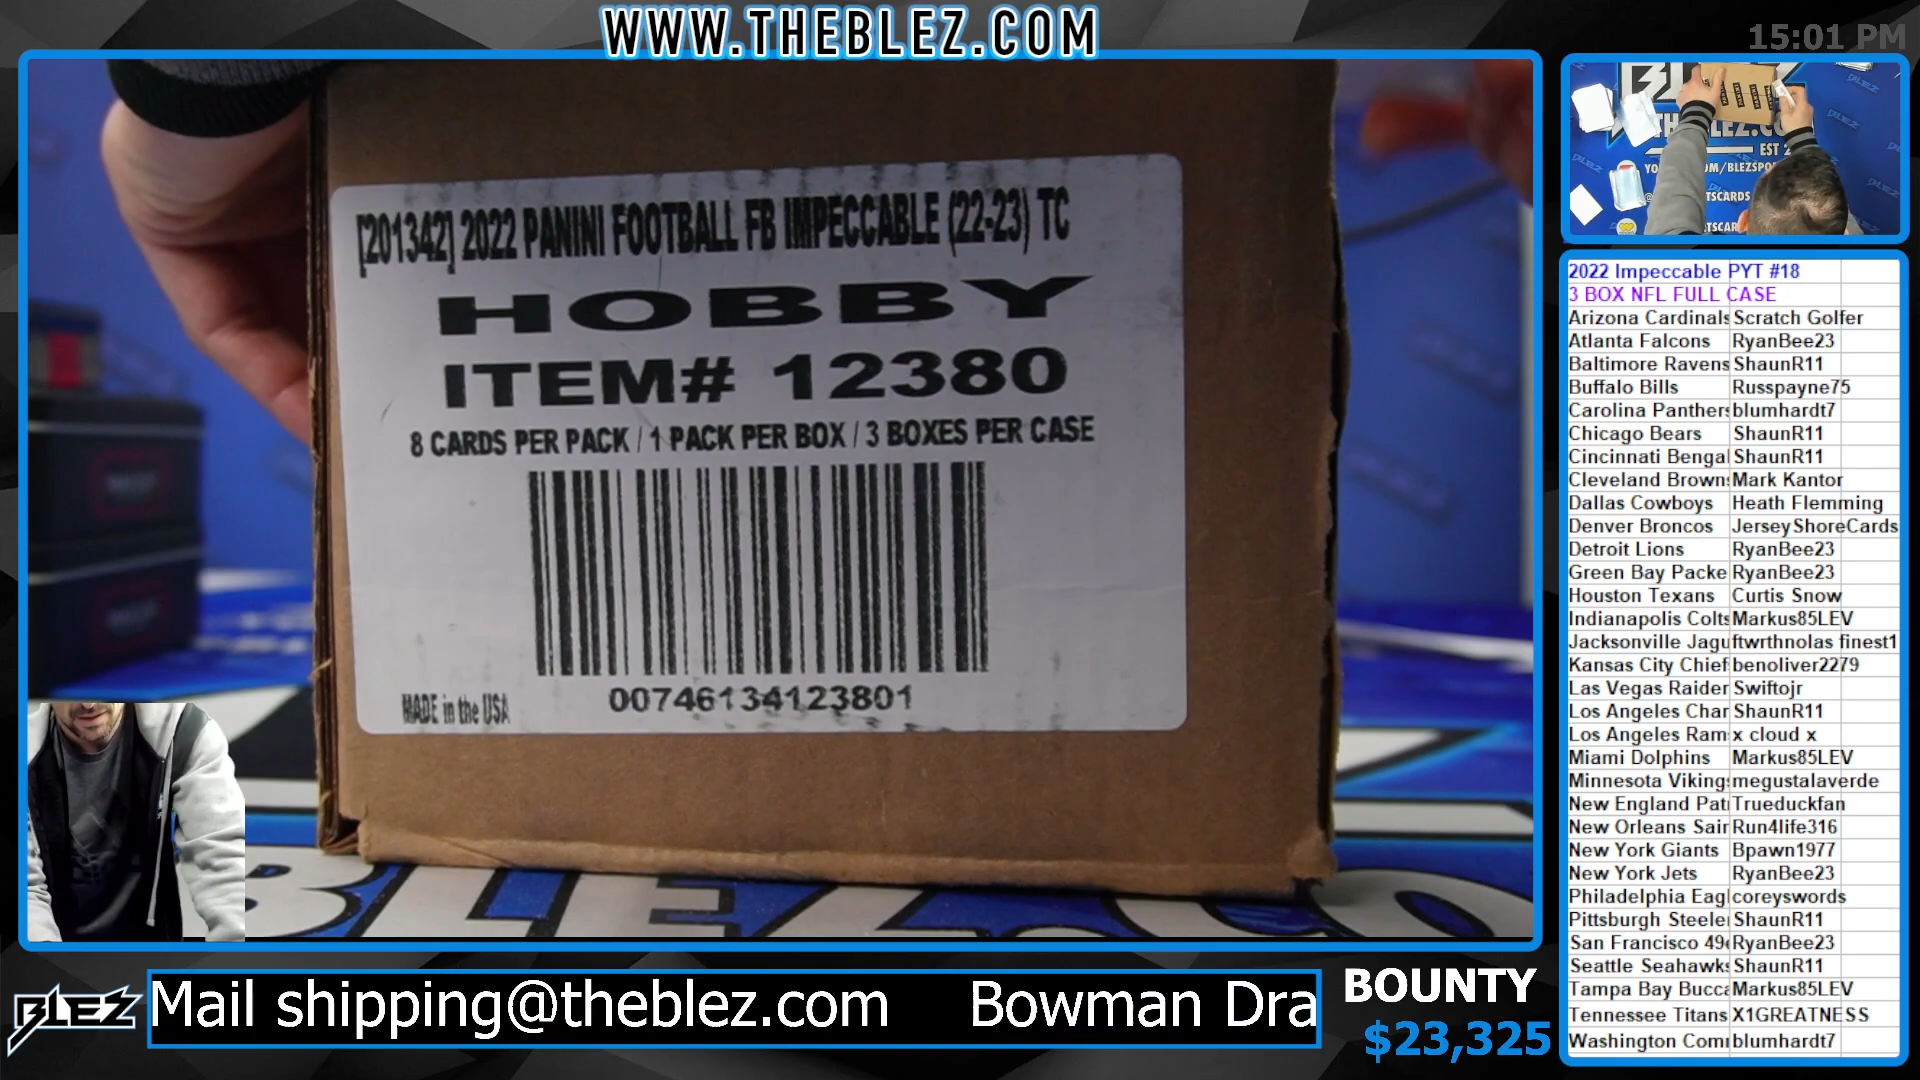 WWW.THEBLEZ.COM
15:01 PM
[201342] 2022 PANINI FOOTBALL FB IMPECCABLE (22-23) TC
HOBBY
ITEM# 12380
8 CARDS PER PACK / 1 PACK PER BOX / 3 BOXES PER CASE
00746134123801
MADE in the USA
EST 2
2022 Impeccable PYT #18
3 BOX NFL FULL CASE
Arizona Cardinals Scratch Golfer
Atlanta Falcons RyanBee23
Baltimore Ravens ShaunR11
Buffalo Bills Russpayne75
Carolina Panthers blumhardt7
Chicago Bears ShaunR11
Cincinnati Bengal ShaunR11
Cleveland Browns Mark Kantor
Dallas Cowboys Heath Flemming
Denver Broncos JerseyShoreCards
Detroit Lions RyanBee23
Green Bay Packe RyanBee23
Houston Texans Curtis Snow
Indianapolis Colts Markus85LEV
Jacksonville Jagu ftwrthnolas finest1
Kansas City Chief benoliver2279
Las Vegas Raider Swiftojr
Los Angeles Char ShaunR11
Los Angeles Ram x cloud x
Miami Dolphins Markus85LEV
Minnesota Viking megustalaverde
New England Pat Trueduckfan
New Orleans Sain Run4life316
New York Giants Bpawn1977
New York Jets RyanBee23
Philadelphia Eagl coreyswords
Pittsburgh Steele ShaunR11
San Francisco 49 RyanBee23
Seattle Seahawks ShaunR11
Tampa Bay Bucca Markus85LEV
Tennessee Titans X1GREATNESS
Washington Com blumhardt7
BLEZ
Mail shipping@theblez.com Bowman Dra
BOUNTY
$23,325